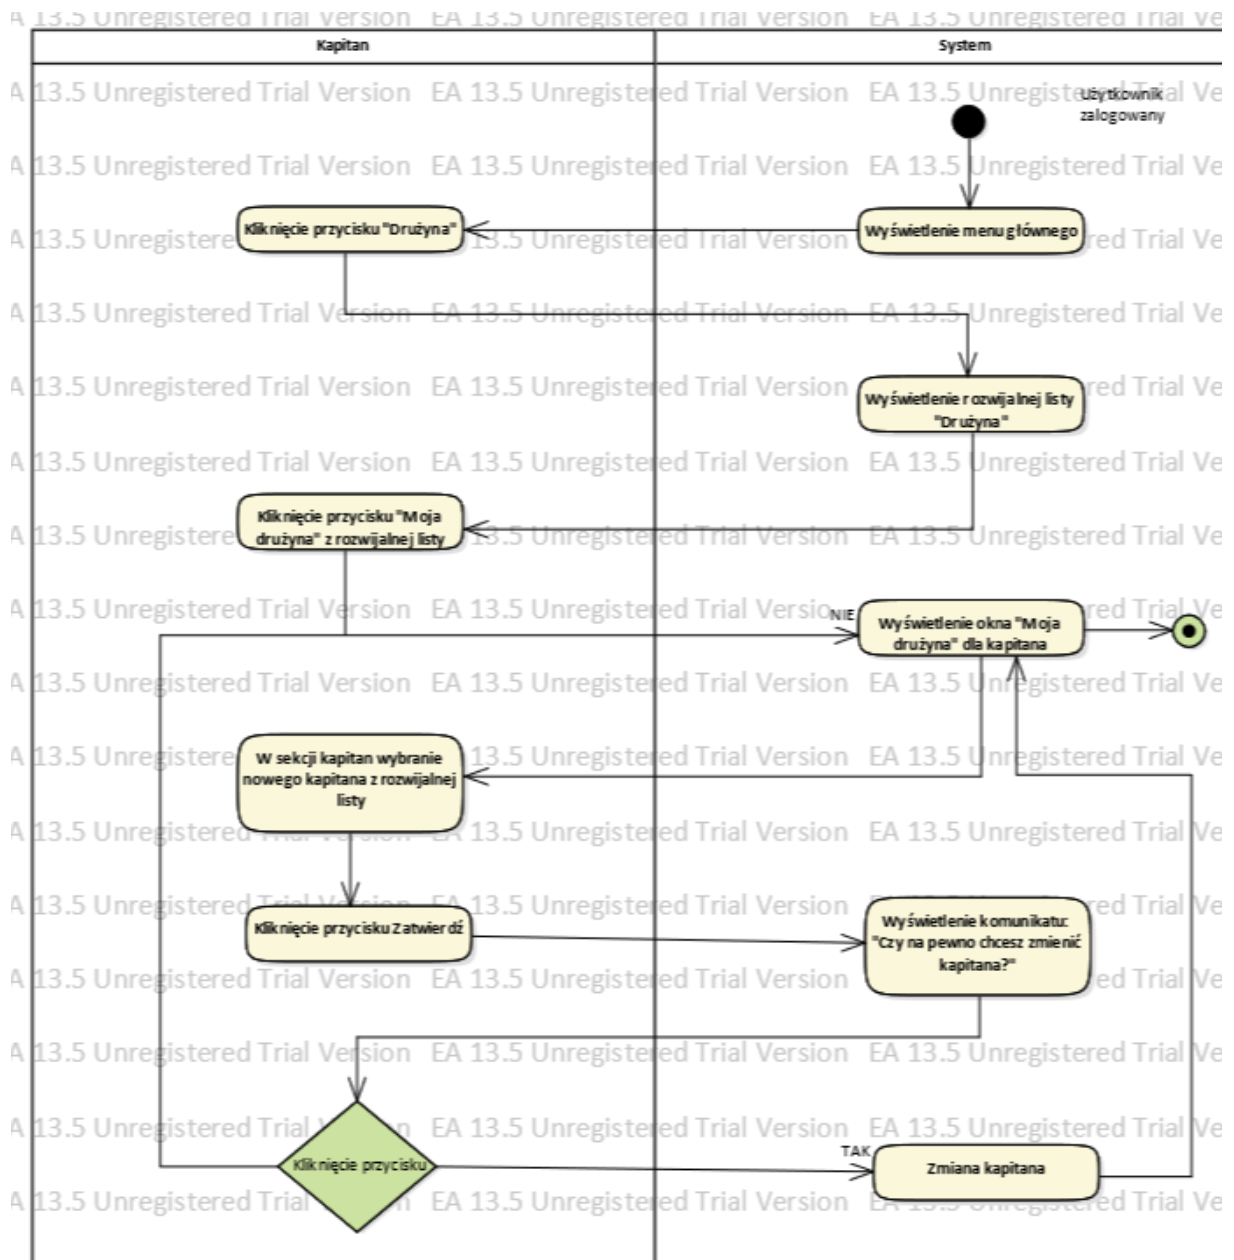 EA 13.5 Unregistered Trial Version
Kapitan
System
Użytkownik
zalogowany
Kliknięcie przycisku "Drużyna"
Wyświetlenie menu głównego
Wyświetlenie rozwijalnej listy
"Drużyna"
Kliknięcie przycisku "Moja
drużyna" z rozwijalnej listy
NIE
Wyświetlenie okna "Moja
drużyna" dla kapitana
W sekcji kapitan wybranie
nowego kapitana z rozwijalnej
listy
Kliknięcie przycisku Zatwierdź
Wyświetlenie komunikatu:
"Czy na pewno chcesz zmienić
kapitana?"
Kliknięcie przycisku
TAK
Zmiana kapitana